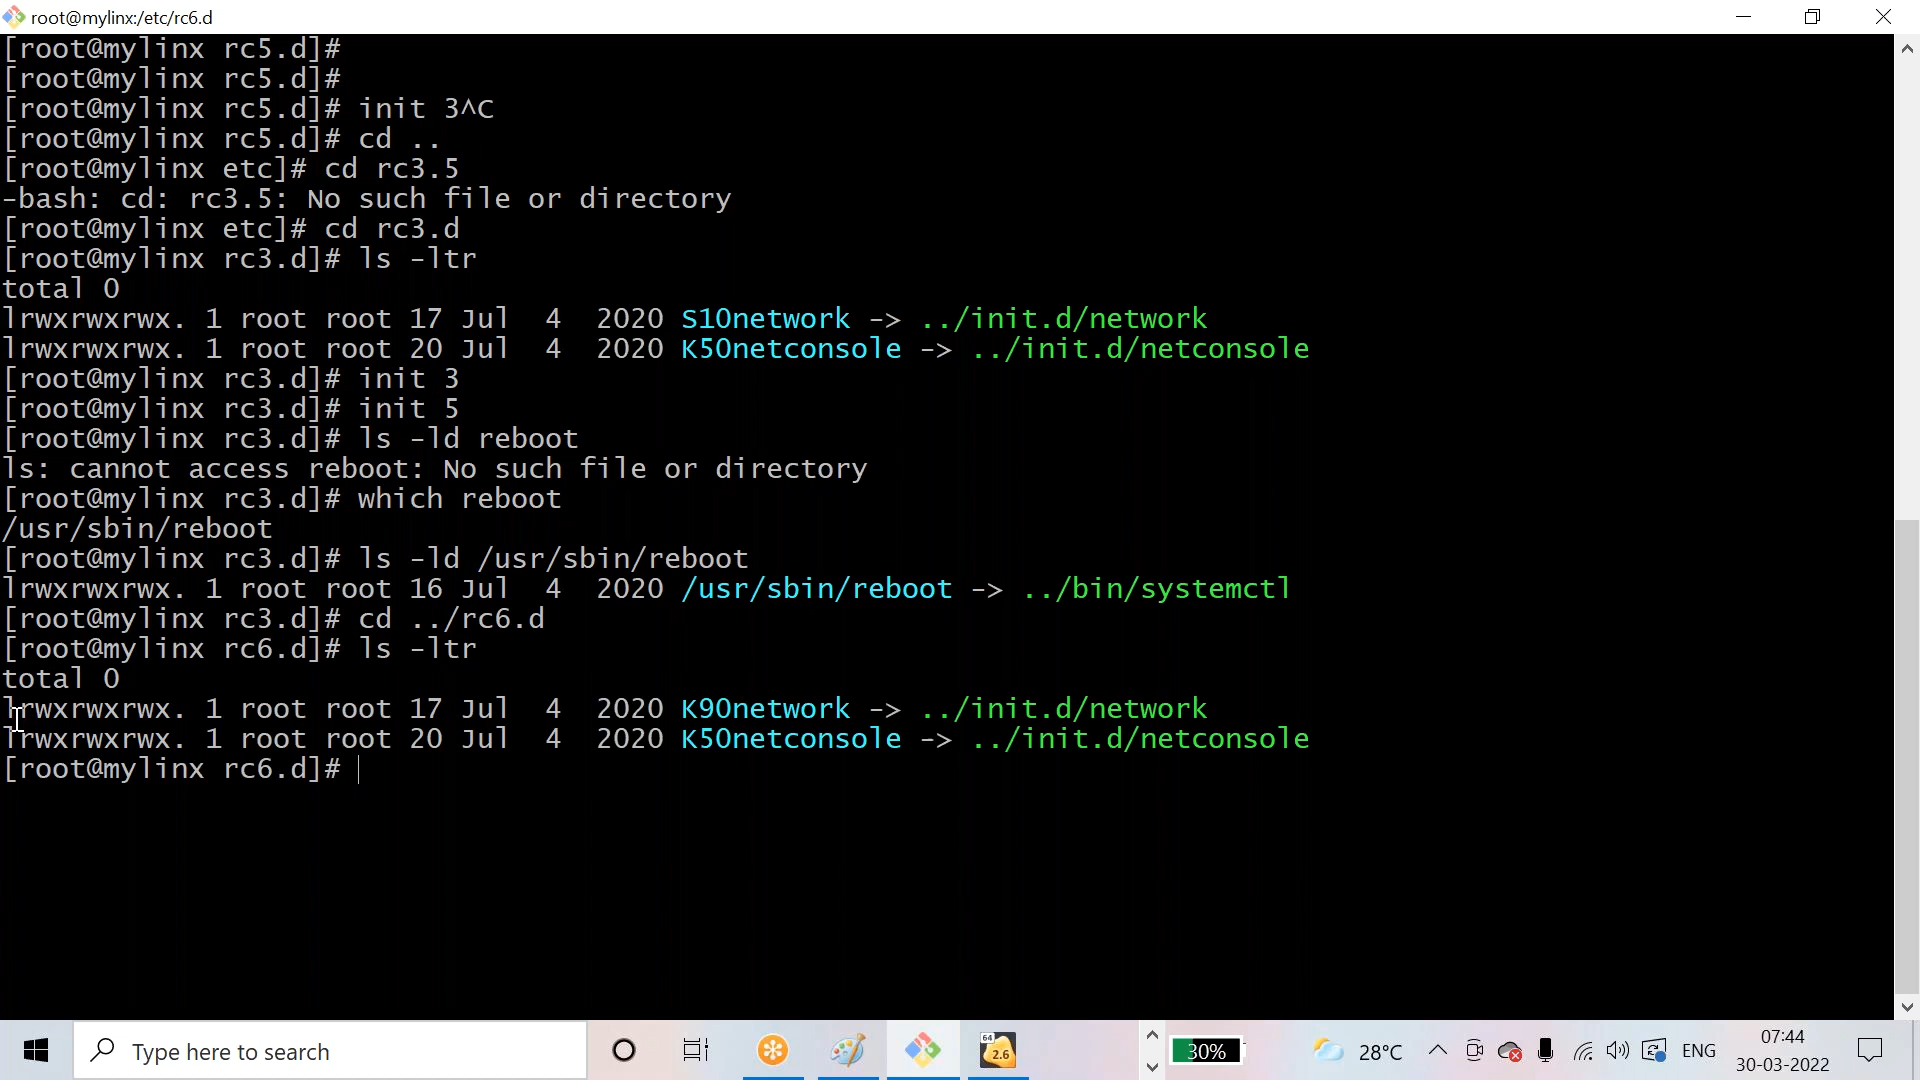 root@mylinx:/etc/rc6.d
[root@mylinx rc5.d]#
[root@mylinx rc5.d]#
[root@mylinx rc5.d]# init 3^C
[root@mylinx rc5.d]# cd ..
[root@mylinx etc]# cd rc3.5
-bash: cd: rc3.5: No such file or directory
[root@mylinx etc]# cd rc3.d
[root@mylinx rc3.d]# ls -ltr
total 0
lrwxrwxrwx. 1 root root 17 Jul  4  2020 S10network -> ../init.d/network
lrwxrwxrwx. 1 root root 20 Jul  4  2020 K50netconsole -> ../init.d/netconsole
[root@mylinx rc3.d]# init 3
[root@mylinx rc3.d]# init 5
[root@mylinx rc3.d]# ls -ld reboot
ls: cannot access reboot: No such file or directory
[root@mylinx rc3.d]# which reboot
/usr/sbin/reboot
[root@mylinx rc3.d]# ls -ld /usr/sbin/reboot
lrwxrwxrwx. 1 root root 16 Jul  4  2020 /usr/sbin/reboot -> ../bin/systemctl
[root@mylinx rc3.d]# cd ../rc6.d
[root@mylinx rc6.d]# ls -ltr
total 0
lrwxrwxrwx. 1 root root 17 Jul  4  2020 K90network -> ../init.d/network
lrwxrwxrwx. 1 root root 20 Jul  4  2020 K50netconsole -> ../init.d/netconsole
[root@mylinx rc6.d]#
Type here to search
64
2.6
30%
28°C
ENG
07:44
30-03-2022